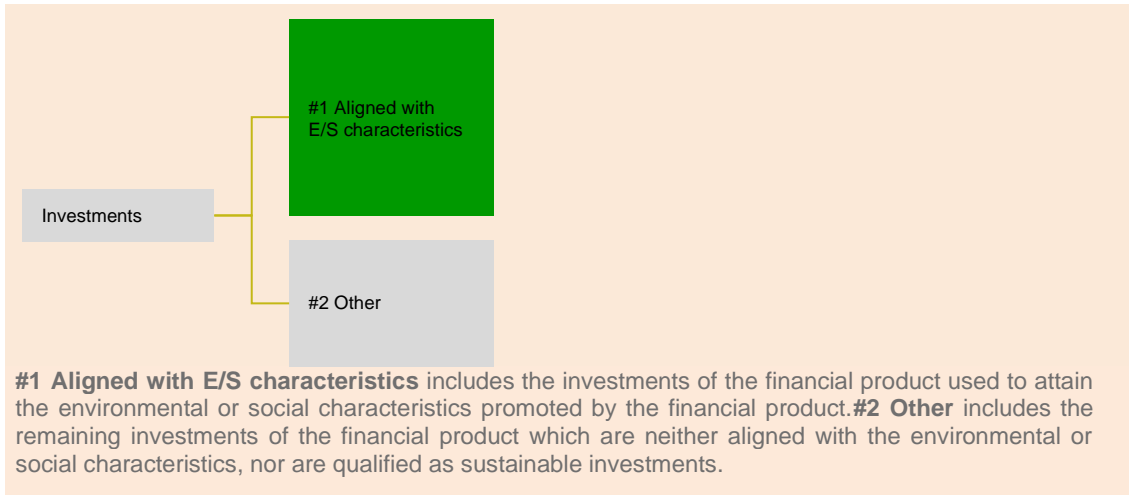 #1 Aligned with
E/S characteristics
Investments
#2 Other
#1 Aligned with E/S characteristics includes the investments of the financial product used to attain
the environmental or social characteristics promoted by the financial product.#2 Other includes the
remaining investments of the financial product which are neither aligned with the environmental or
social characteristics, nor are qualified as sustainable investments.